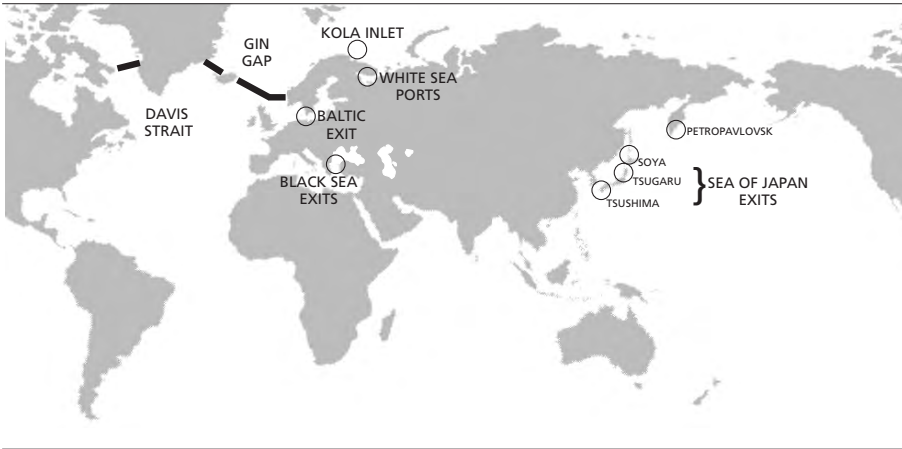 KOLA INLET
GIN
GAP
WHITE SEA
PORTS
DAVIS
STRAIT
BALTIC
EXIT
PETROPAVLOVSK
SOYA
TSUGARU
TSUSHIMA
SEA OF JAPAN
EXITS
BLACK SEA
EXITS